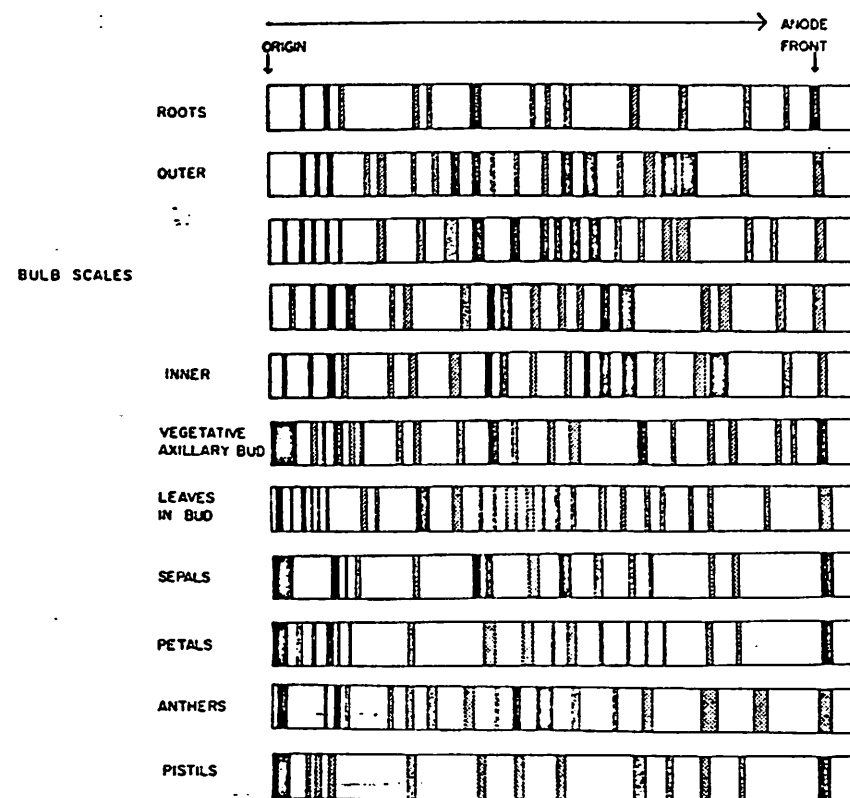 ANODE
ORIGIN
FRONT
ROOTS
OUTER
BULB SCALES
INNER
VEGETATIVE
AXILLARY BUD
LEAVES
IN BUD
SEPALS
PETALS
ANTHERS
PISTILS